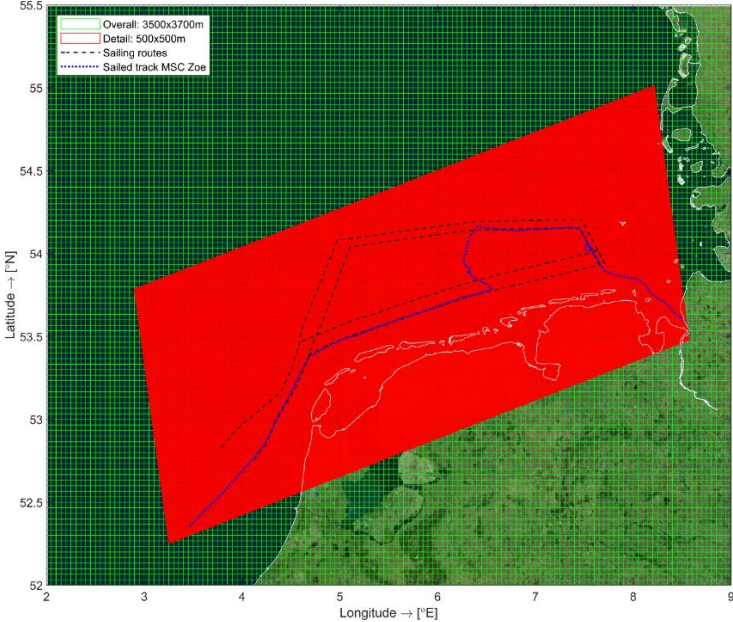 Overall: 3500x3700m
Detail: 500x500m
Sailing routes
Sailed track MSC Zoe
55.5
55
54.5
54
53.5
53
52.5
52
Latitude → [°N]
2 3 4 5 6 7 8 9
Longitude → [°E]